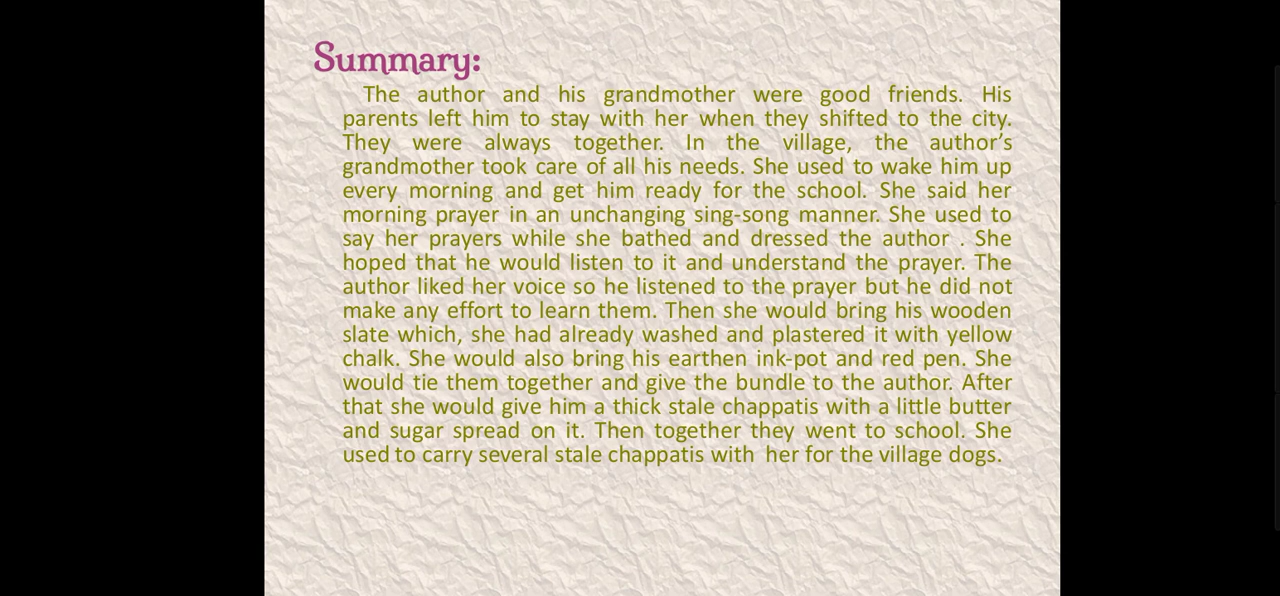 Summary:
The author and his grandmother were good friends. His
parents left him to stay with her when they shifted to the city.
They were always together. In the village, the author's
grandmother took care of all his needs. She used to wake him up
every morning and get him ready for the school. She said her
morning prayer in an unchanging sing-song manner. She used to
say her prayers while she bathed and dressed the author . She
hoped that he would listen to it and understand the prayer. The
author liked her voice so he listened to the prayer but he did not
make any effort to learn them. Then she would bring his wooden
slate which, she had already washed and plastered it with yellow
chalk. She would also bring his earthen ink-pot and red pen. She
would tie them together and give the bundle to the author. After
that she would give him a thick stale chappatis with a little butter
and sugar spread on it. Then together they went to school. She
used to carry several stale chappatis with  her for the village dogs.